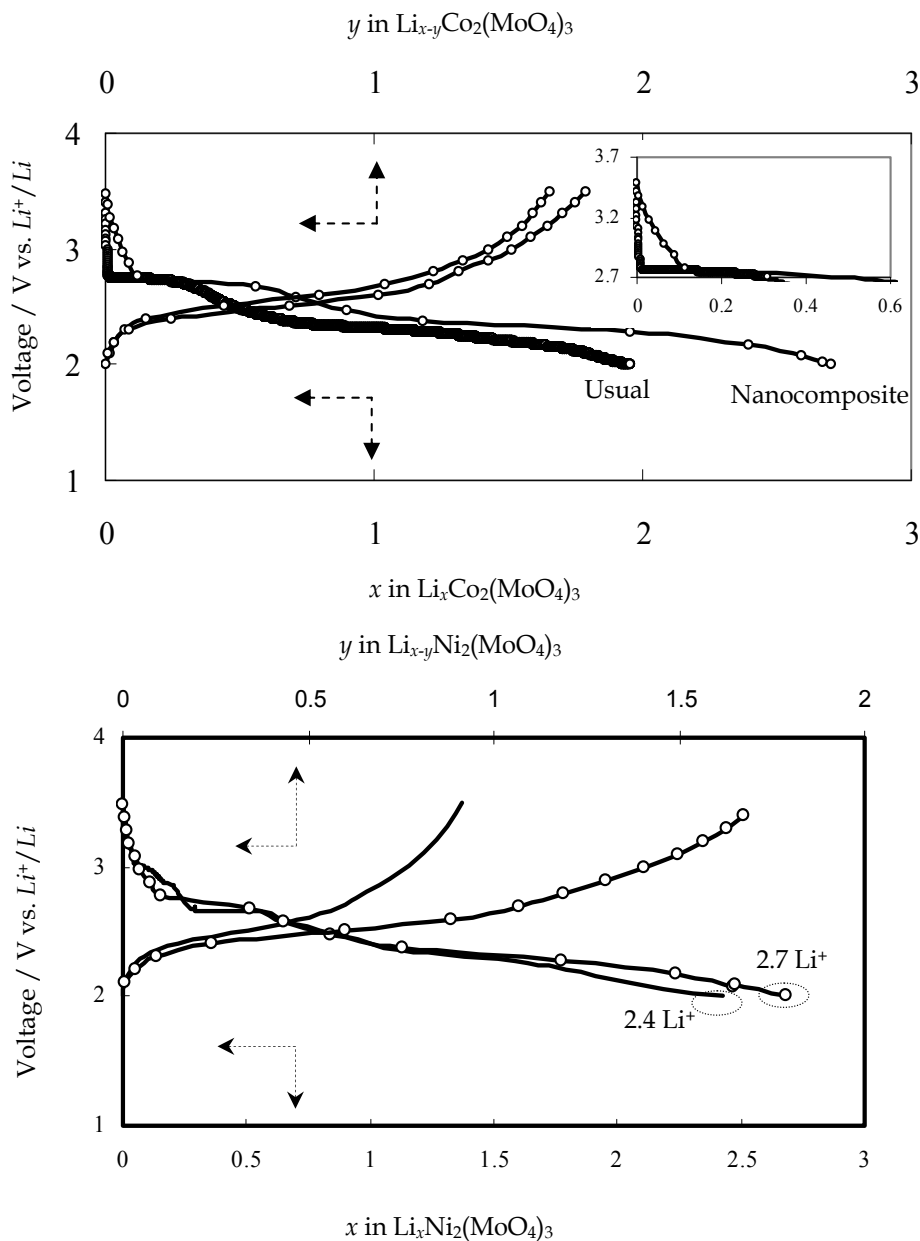 y in Liₓ₋ᵧCo₂(MoO₄)₃
0 1 2 3
4
3
2
1
Voltage / V vs. Li⁺/Li
3.7
3.2
2.7
0 0.2 0.4 0.6
Usual
Nanocomposite
0 1 2 3
x in LiₓCo₂(MoO₄)₃
y in Liₓ₋ᵧNi₂(MoO₄)₃
0 0.5 1 1.5 2
4
3
2
1
Voltage / V vs. Li⁺/Li
2.7 Li⁺
2.4 Li⁺
0 0.5 1 1.5 2 2.5 3
x in LiₓNi₂(MoO₄)₃